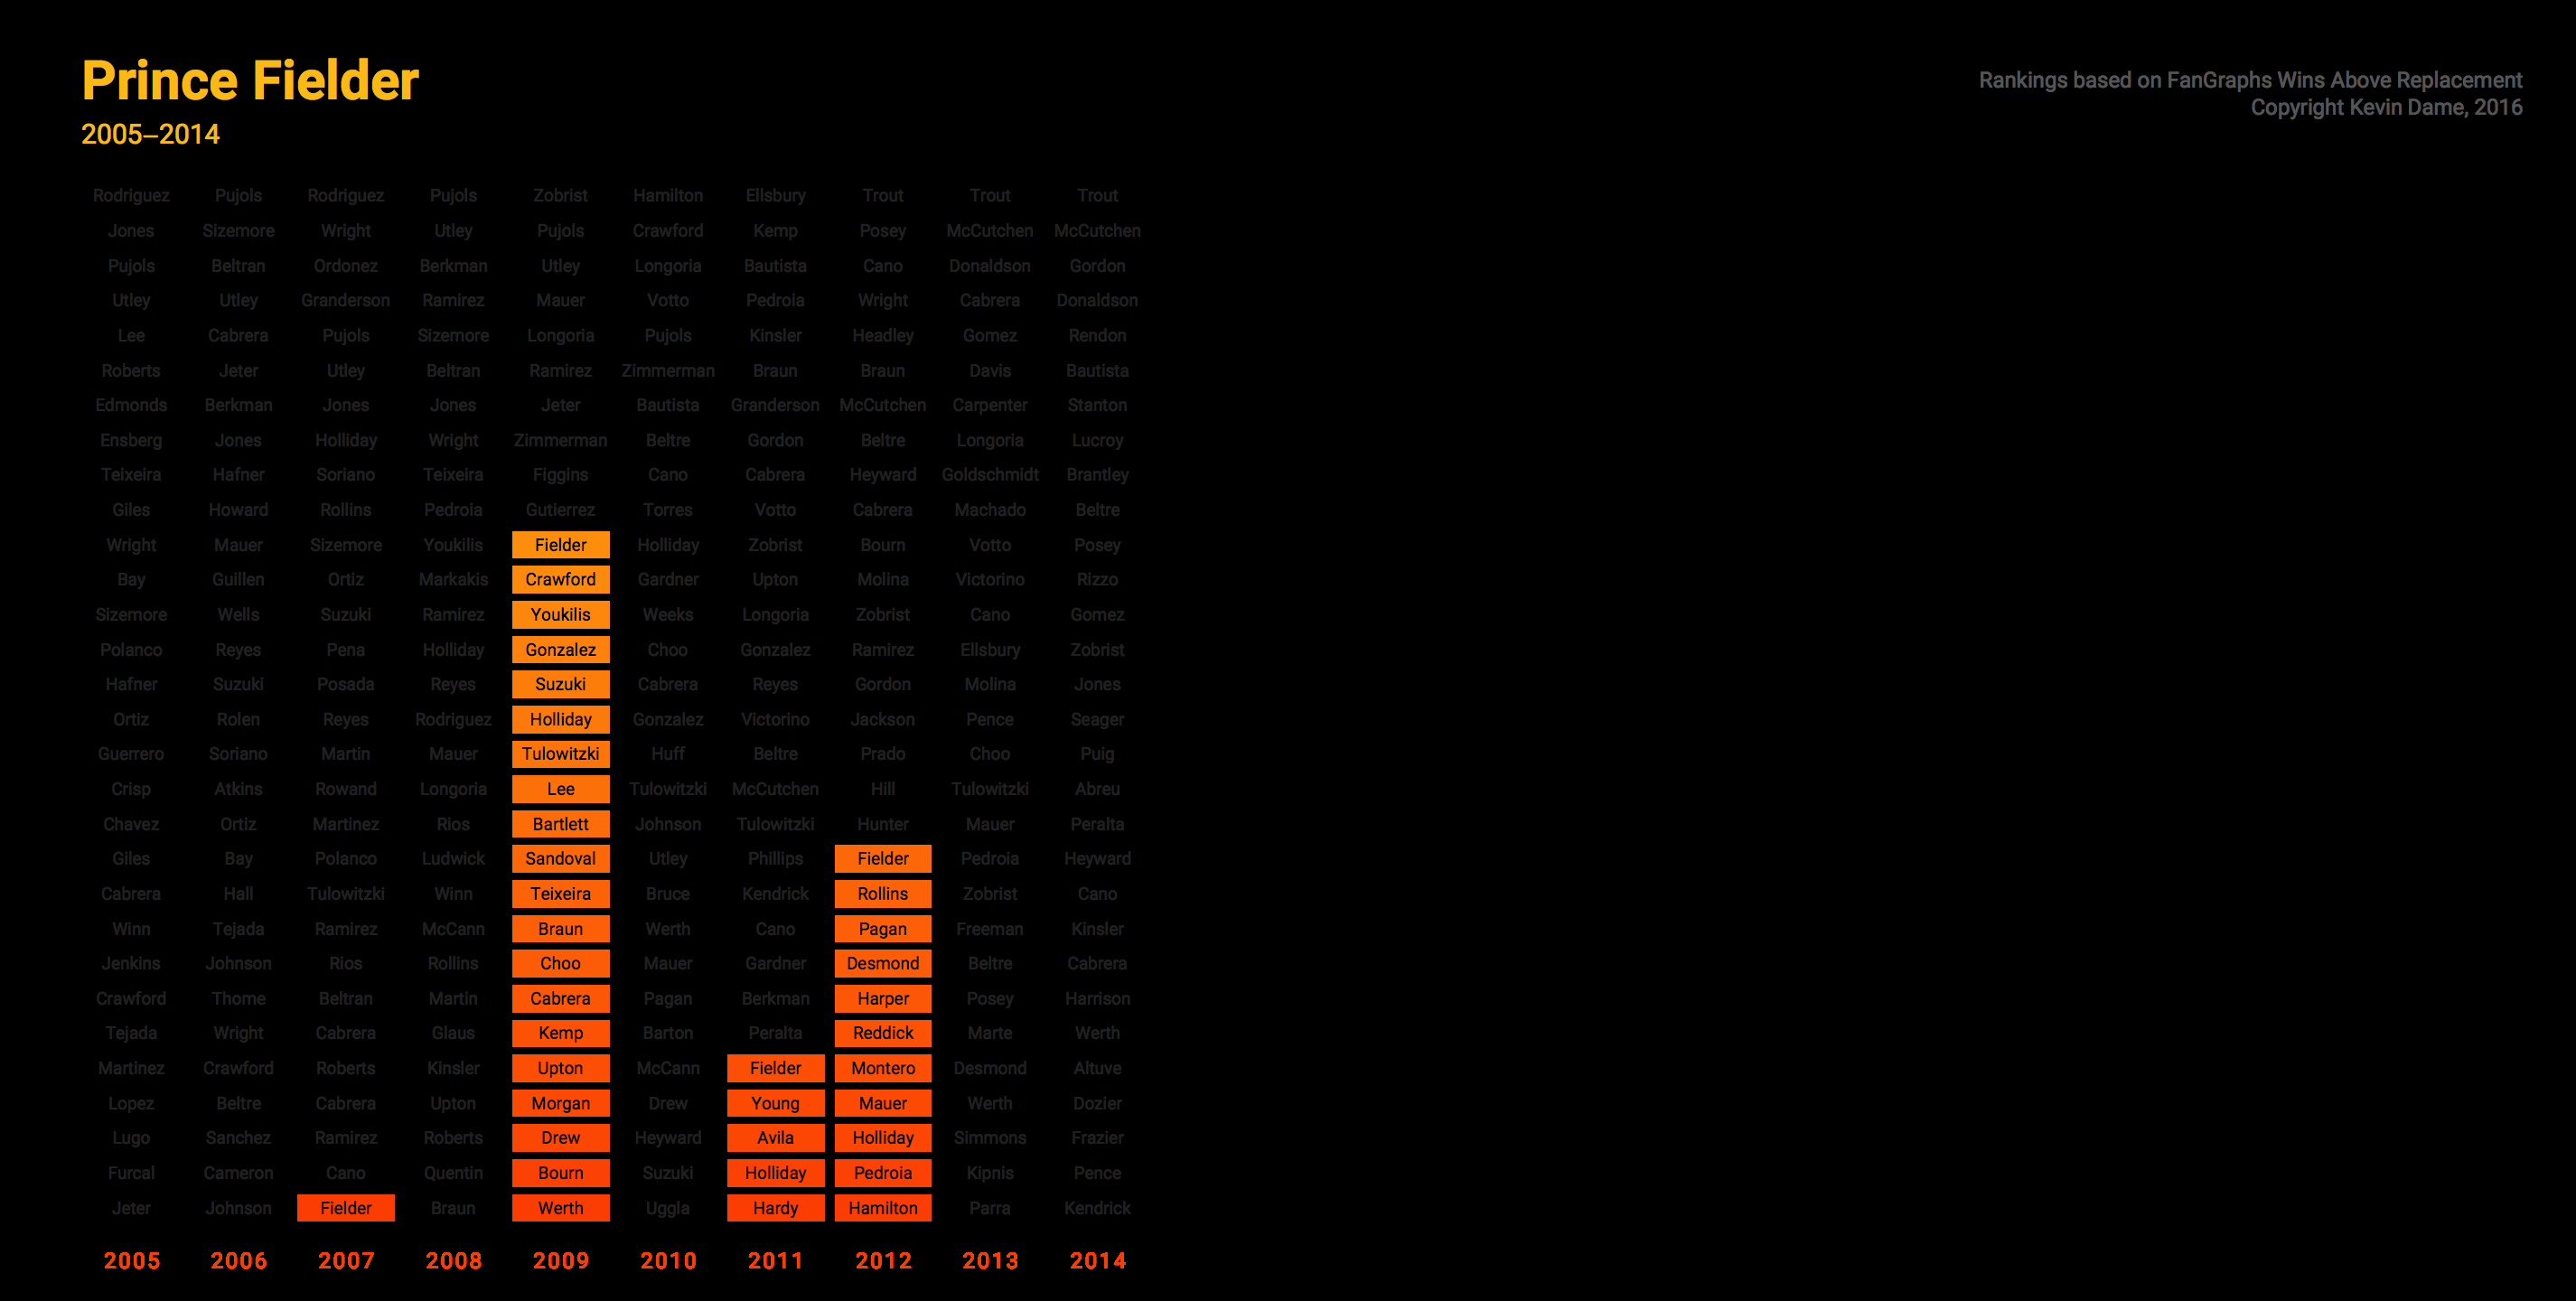 Prince Fielder
2005–2014
Rankings based on FanGraphs Wins Above Replacement
Copyright Kevin Dame, 2016
Rodriguez Pujols Rodriguez Pujols Zobrist Hamilton Ellsbury Trout Trout Trout
Jones Sizemore Wright Utley Pujols Crawford Kemp Posey McCutchen McCutchen
Pujols Beltran Ordonez Berkman Utley Longoria Bautista Cano Donaldson Gordon
Utley Utley Granderson Ramirez Mauer Votto Pedroia Wright Cabrera Donaldson
Lee Cabrera Pujols Sizemore Longoria Pujols Kinsler Headley Gomez Rendon
Roberts Jeter Utley Beltran Ramirez Zimmerman Braun Braun Davis Bautista
Edmonds Berkman Jones Jones Jeter Bautista Granderson McCutchen Carpenter Stanton
Ensberg Jones Holliday Wright Zimmerman Beltre Gordon Beltre Longoria Lucroy
Teixeira Hafner Soriano Teixeira Figgins Cano Cabrera Heyward Goldschmidt Brantley
Giles Howard Rollins Pedroia Gutierrez Torres Votto Cabrera Machado Beltre
Wright Mauer Sizemore Youkilis Fielder Holliday Zobrist Bourn Votto Posey
Bay Guillen Ortiz Markakis Crawford Gardner Upton Molina Victorino Rizzo
Sizemore Wells Suzuki Ramirez Youkilis Weeks Longoria Zobrist Cano Gomez
Polanco Reyes Pena Holliday Gonzalez Choo Gonzalez Ramirez Ellsbury Zobrist
Hafner Suzuki Posada Reyes Suzuki Cabrera Reyes Gordon Molina Jones
Ortiz Rolen Reyes Rodriguez Holliday Gonzalez Victorino Jackson Pence Seager
Guerrero Soriano Martin Mauer Tulowitzki Huff Beltre Prado Choo Puig
Crisp Atkins Rowand Longoria Lee Tulowitzki McCutchen Hill Tulowitzki Abreu
Chavez Ortiz Martinez Rios Bartlett Johnson Tulowitzki Hunter Mauer Peralta
Giles Bay Polanco Ludwick Sandoval Utley Phillips Fielder Pedroia Heyward
Cabrera Hall Tulowitzki Winn Teixeira Bruce Kendrick Rollins Zobrist Cano
Winn Tejada Ramirez McCann Braun Werth Cano Pagan Freeman Kinsler
Jenkins Johnson Rios Rollins Choo Mauer Gardner Desmond Beltre Cabrera
Crawford Thome Beltran Martin Cabrera Pagan Berkman Harper Posey Harrison
Tejada Wright Cabrera Glaus Kemp Barton Peralta Reddick Marte Werth
Martinez Crawford Roberts Kinsler Upton McCann Fielder Montero Desmond Altuve
Lopez Beltre Cabrera Upton Morgan Drew Young Mauer Werth Dozier
Lugo Sanchez Ramirez Roberts Drew Heyward Avila Holliday Simmons Frazier
Furcal Cameron Cano Quentin Bourn Suzuki Holliday Pedroia Kipnis Pence
Jeter Johnson Fielder Braun Werth Uggla Hardy Hamilton Parra Kendrick
2005 2006 2007 2008 2009 2010 2011 2012 2013 2014